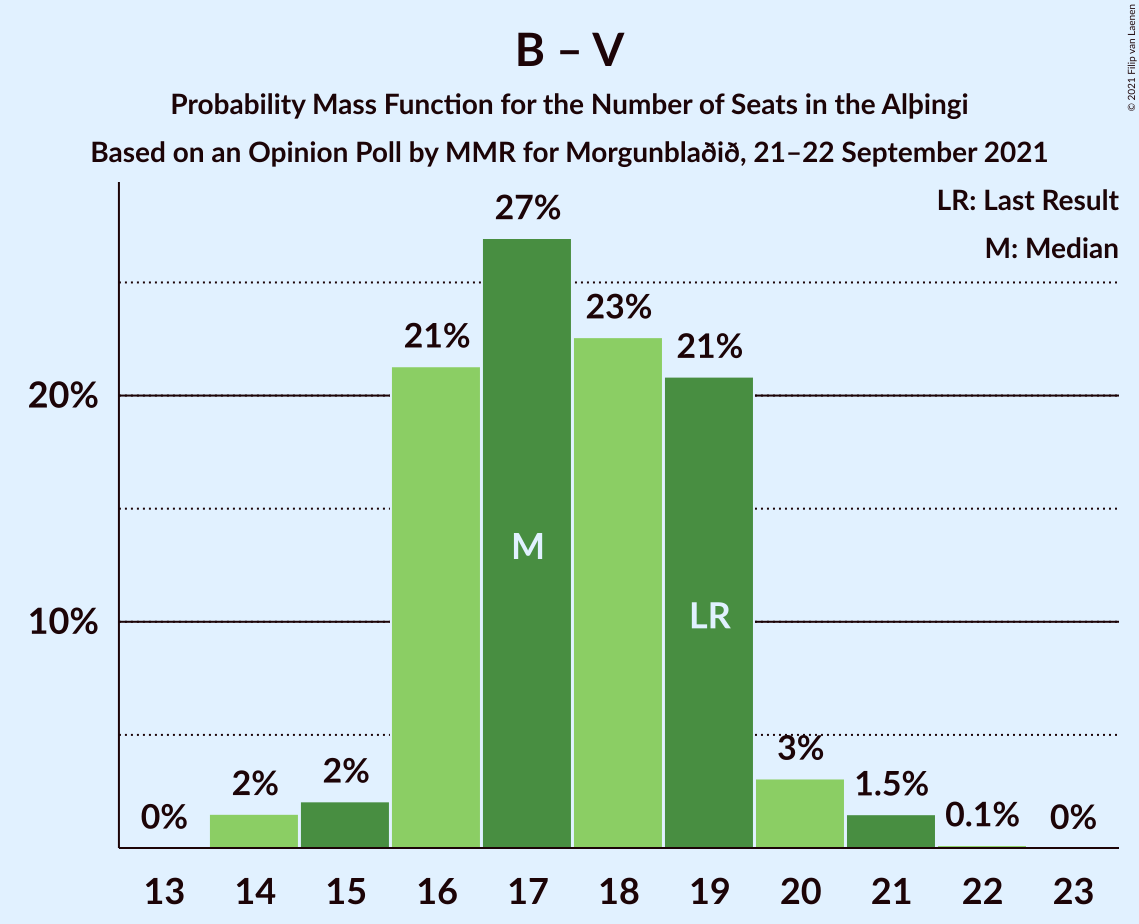 B – V
Probability Mass Function for the Number of Seats in the Alþingi
Based on an Opinion Poll by MMR for Morgunblaðið, 21–22 September 2021
© 2021 Filip van Laenen
LR: Last Result
M: Median
27%
23%
21%
21%
20%
M
LR
10%
3%
2%
2%
1.5%
0%
0.1%
0%
13 14 15 16 17 18 19 20 21 22 23